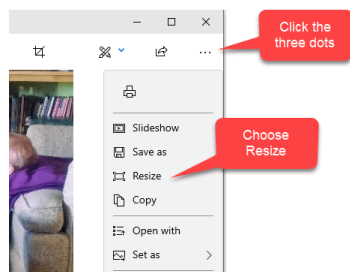 Click the
three dots
Slideshow
Save as
Choose
Resize
Resize
Copy
Open with
Set as